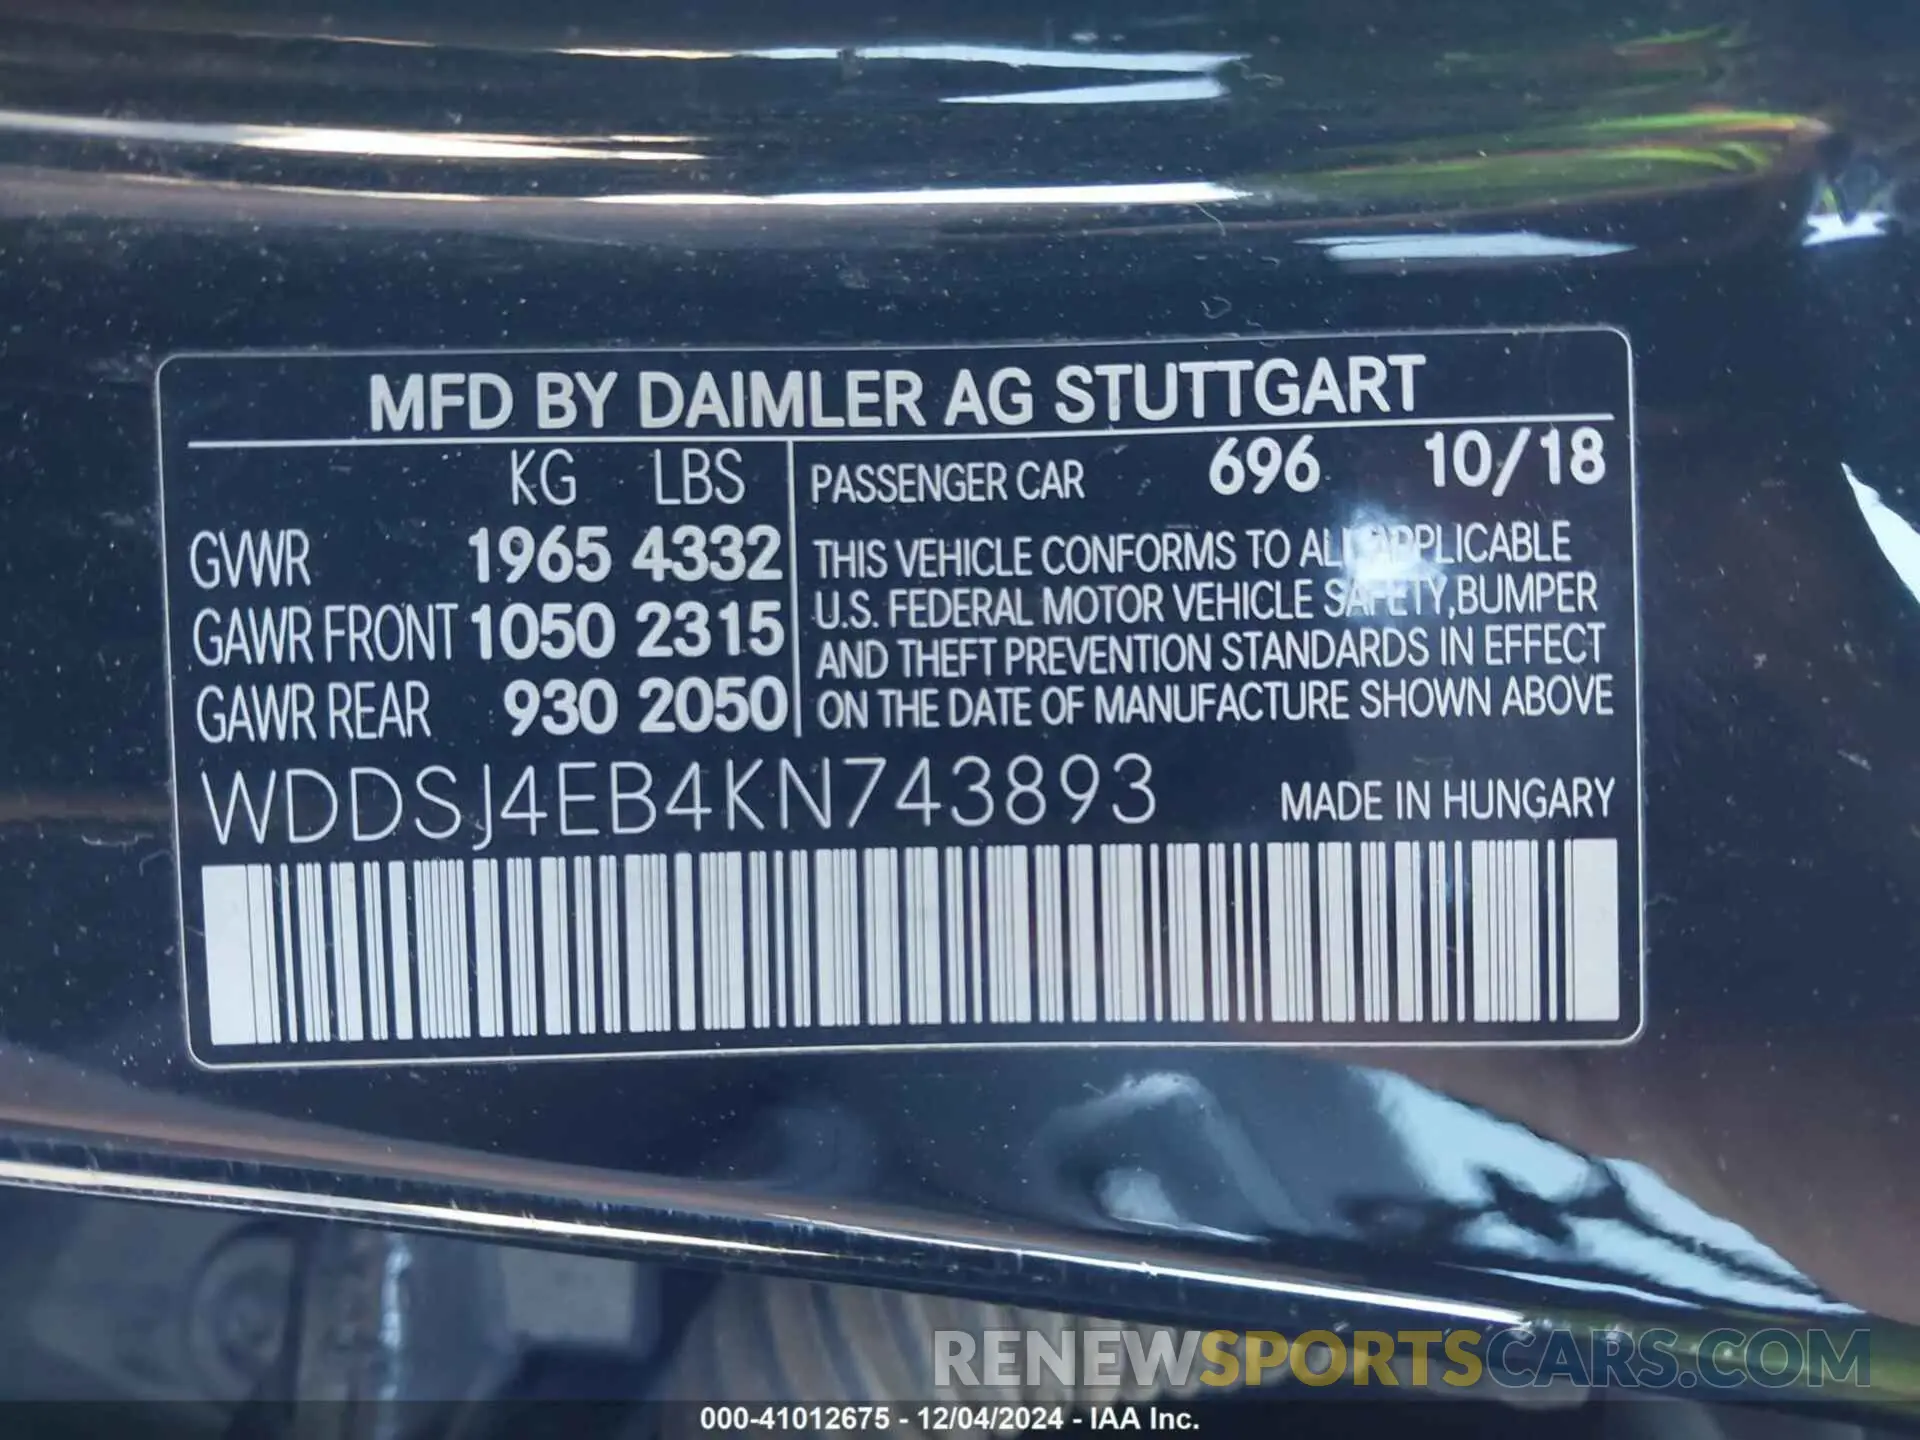 MFD BY DAIMLER AG STUTTGART
KG LBS
GVWR 1965 4332
GAWR FRONT 1050 2315
GAWR REAR 930 2050
PASSENGER CAR 696 10/18
THIS VEHICLE CONFORMS TO ALL APPLICABLE
U.S. FEDERAL MOTOR VEHICLE SAFETY, BUMPER
AND THEFT PREVENTION STANDARDS IN EFFECT
ON THE DATE OF MANUFACTURE SHOWN ABOVE
WDDSJ4EB4KN743893 MADE IN HUNGARY
RENEWSPORTSCARS.COM
000-41012675 - 12/04/2024 - IAA Inc.